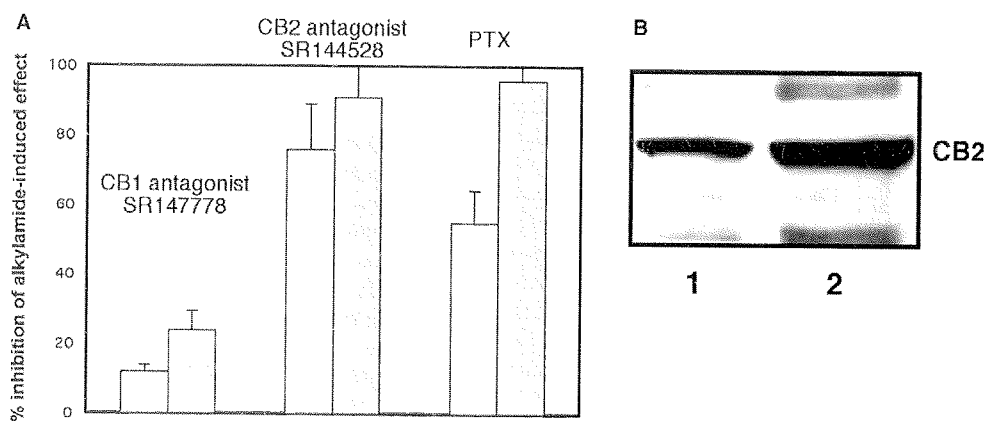 A
% inhibition of alkylamide-induced effect
100
80
60
40
20
0
CB1 antagonist
SR147778
CB2 antagonist
SR144528
PTX
B
CB2
1
2